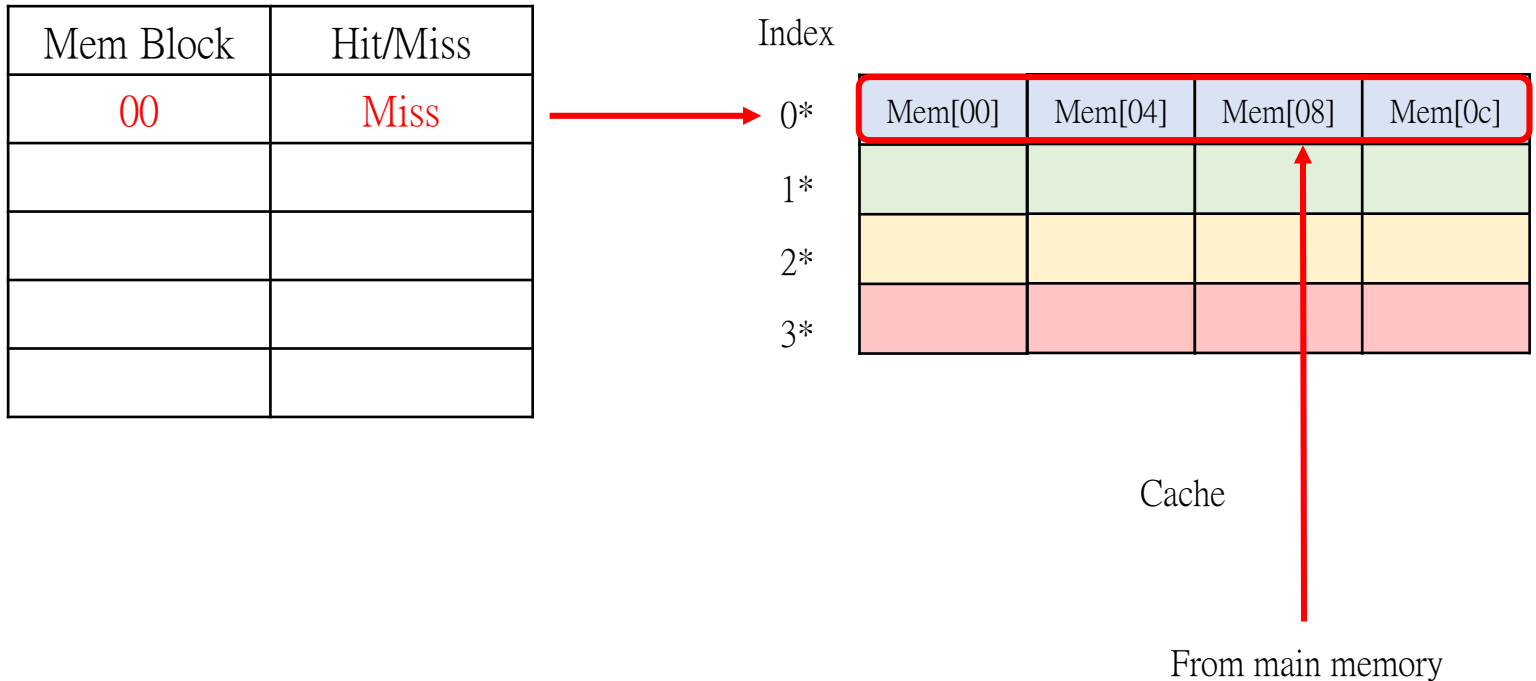 Mem Block Hit/Miss
00 Miss
Index
0* Mem[00] Mem[04] Mem[08] Mem[0c]
1*
2*
3*
Cache
From main memory